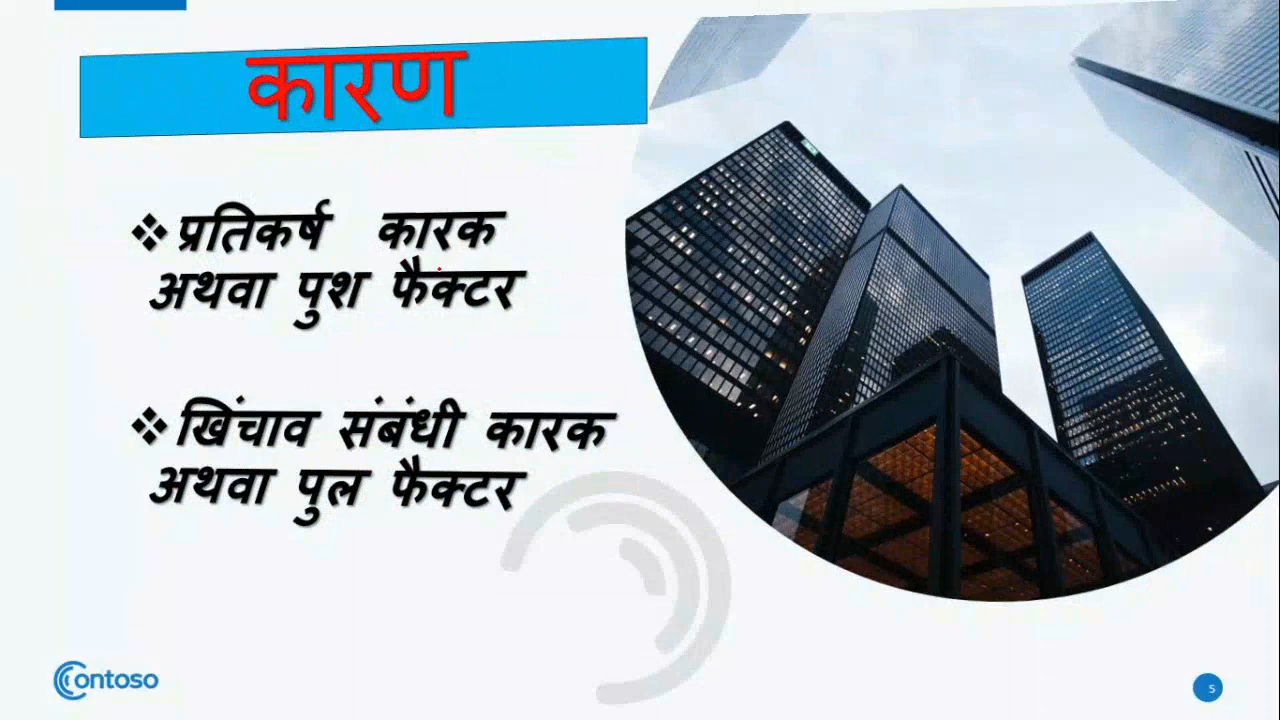 कारण
❖प्रतिकर्ष कारक
अथवा पुश फैक्टर
❖खिंचाव संबंधी कारक
अथवा पुल फैक्टर
Contoso
5